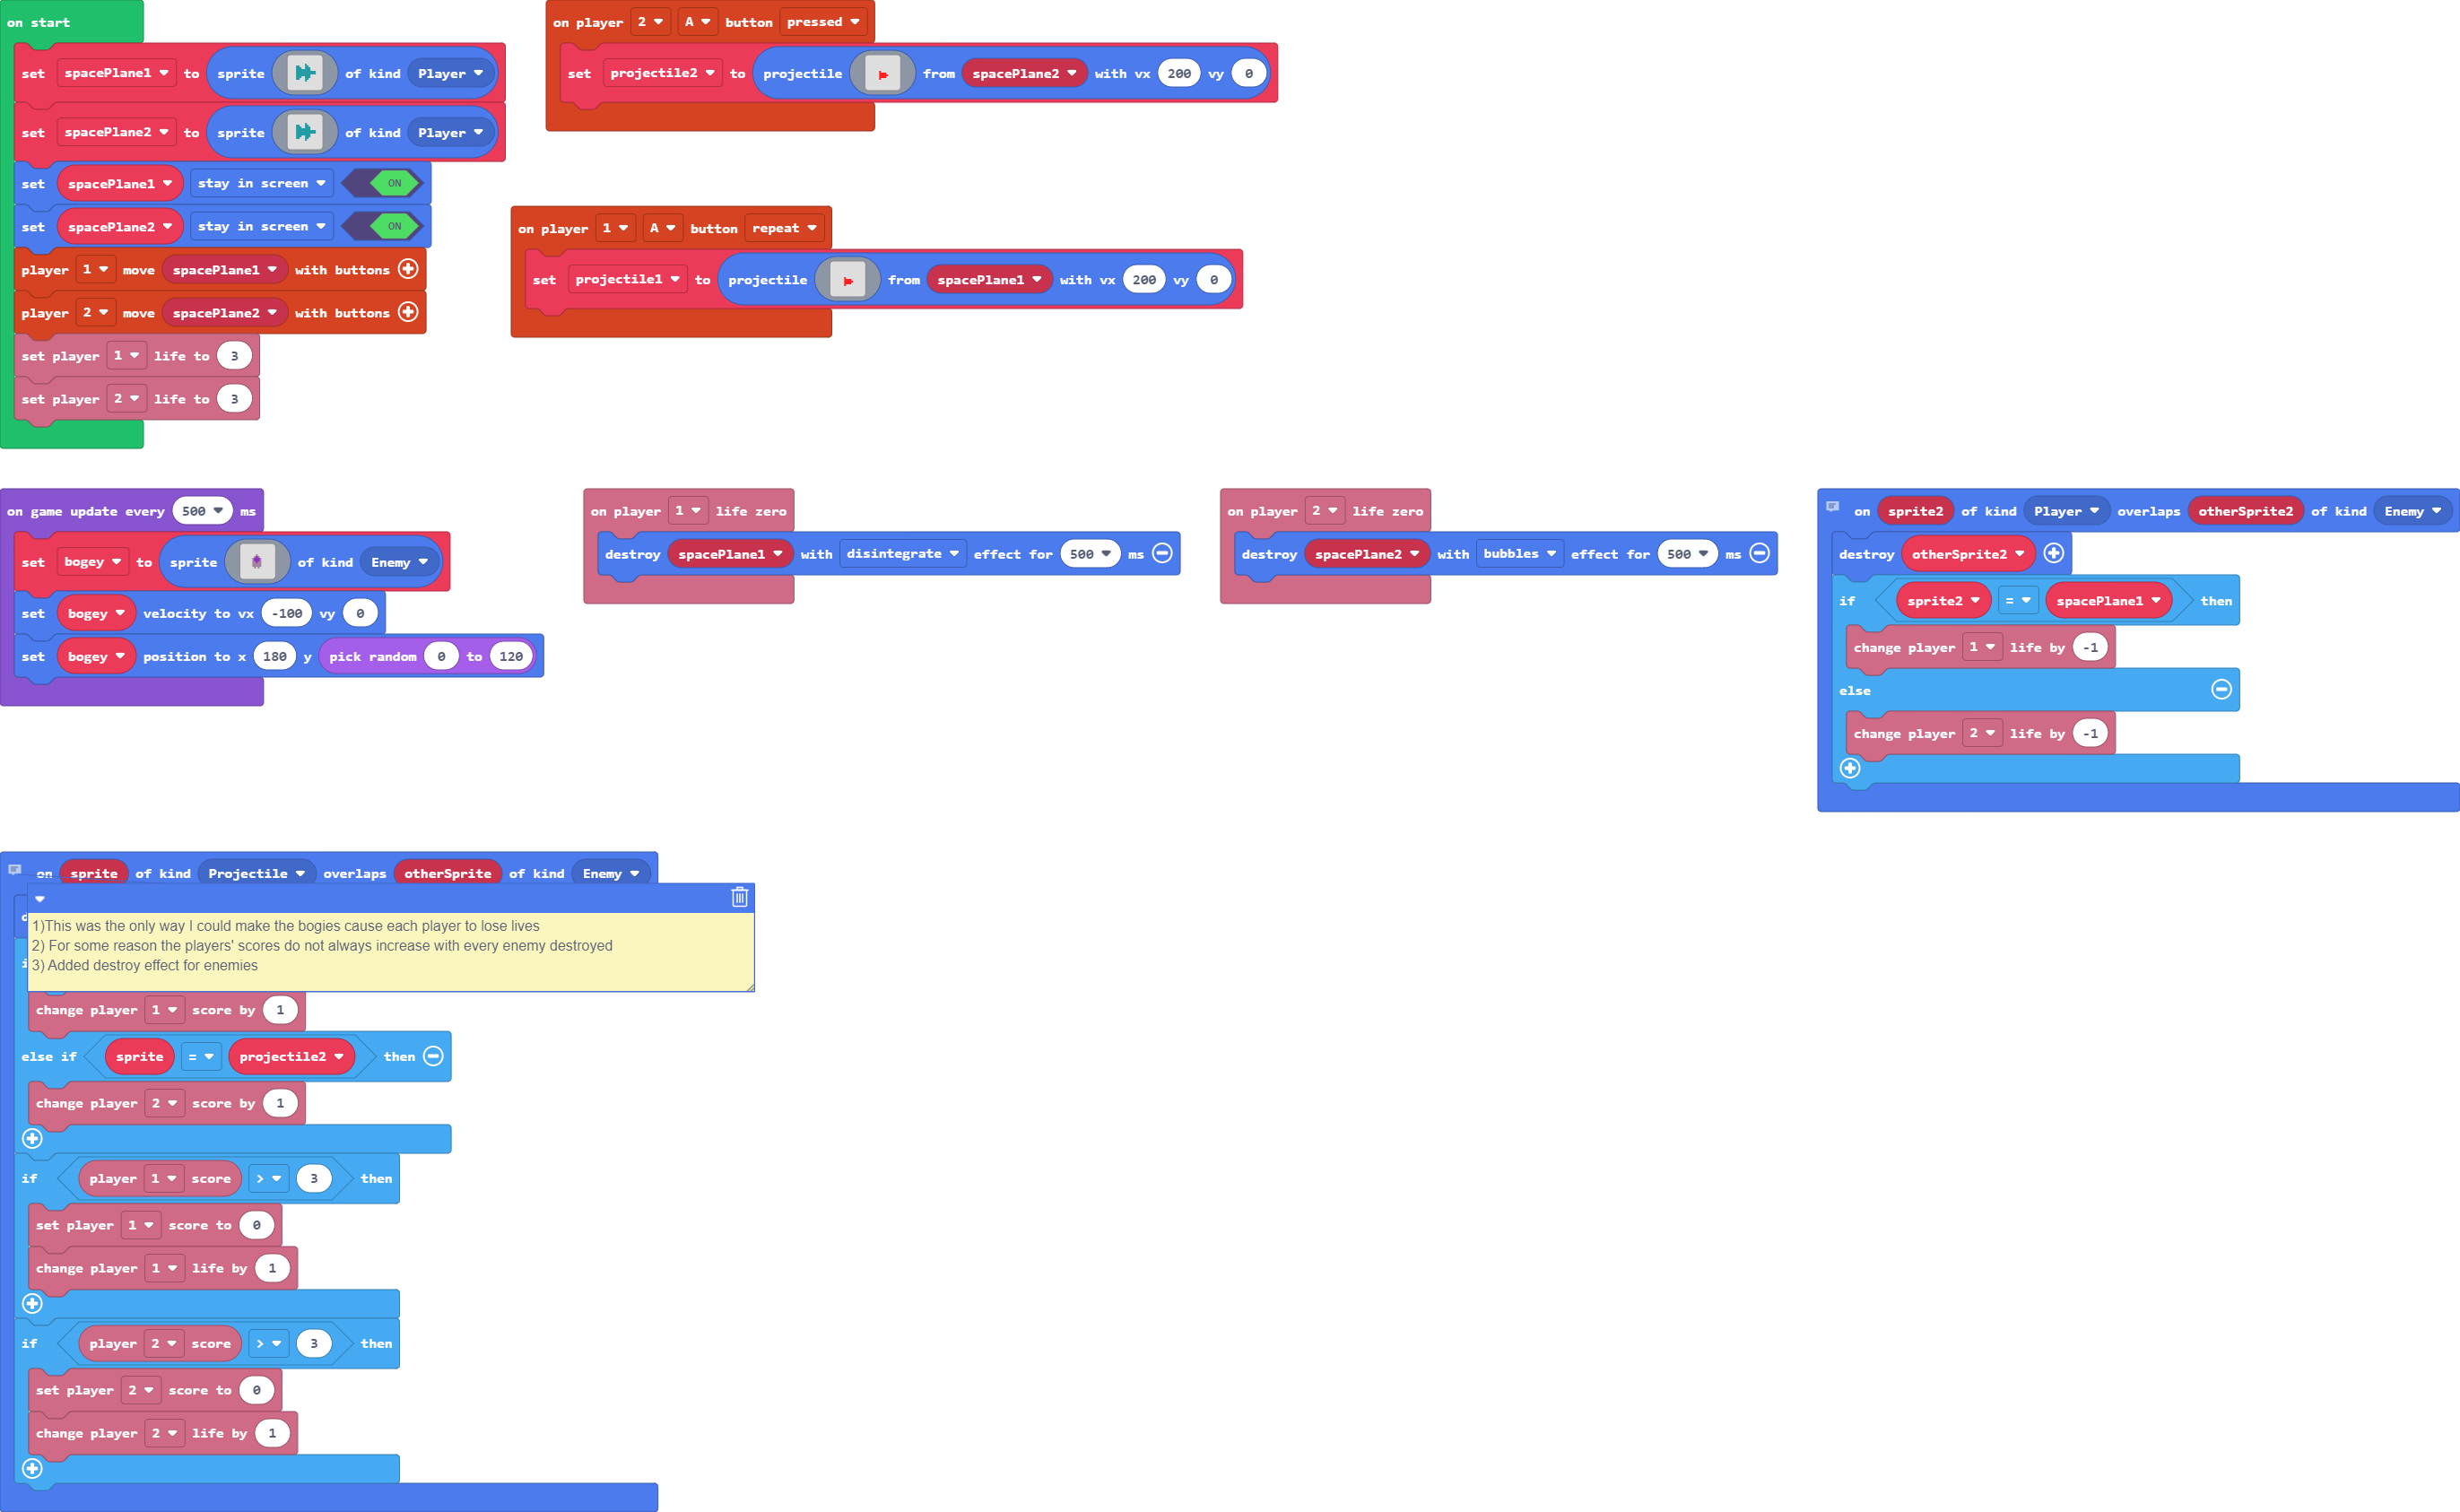 on start
set spacePlane1 to sprite of kind Player
set spacePlane2 to sprite of kind Player
set spacePlane1 stay in screen ON
set spacePlane2 stay in screen ON
player 1 move spacePlane1 with buttons
player 2 move spacePlane2 with buttons
set player 1 life to 3
set player 2 life to 3
on player 2 A button pressed
set projectile2 to projectile from spacePlane2 with vx 200 vy 0
on player 1 A button repeat
set projectile1 to projectile from spacePlane1 with vx 200 vy 0
on game update every 500 ms
set bogey to sprite of kind Enemy
set bogey velocity to vx -100 vy 0
set bogey position to x 180 y pick random 0 to 120
on player 1 life zero
destroy spacePlane1 with disintegrate effect for 500 ms
on player 2 life zero
destroy spacePlane2 with bubbles effect for 500 ms
on sprite2 of kind Player overlaps otherSprite2 of kind Enemy
destroy otherSprite2
if sprite2 = spacePlane1 then
change player 1 life by -1
else
change player 2 life by -1
on sprite of kind Projectile overlaps otherSprite of kind Enemy
1)This was the only way I could make the bogies cause each player to lose lives
2) For some reason the players' scores do not always increase with every enemy destroyed
3) Added destroy effect for enemies
change player 1 score by 1
else if sprite = projectile2 then
change player 2 score by 1
if player 1 score > 3 then
set player 1 score to 0
change player 1 life by 1
if player 2 score > 3 then
set player 2 score to 0
change player 2 life by 1